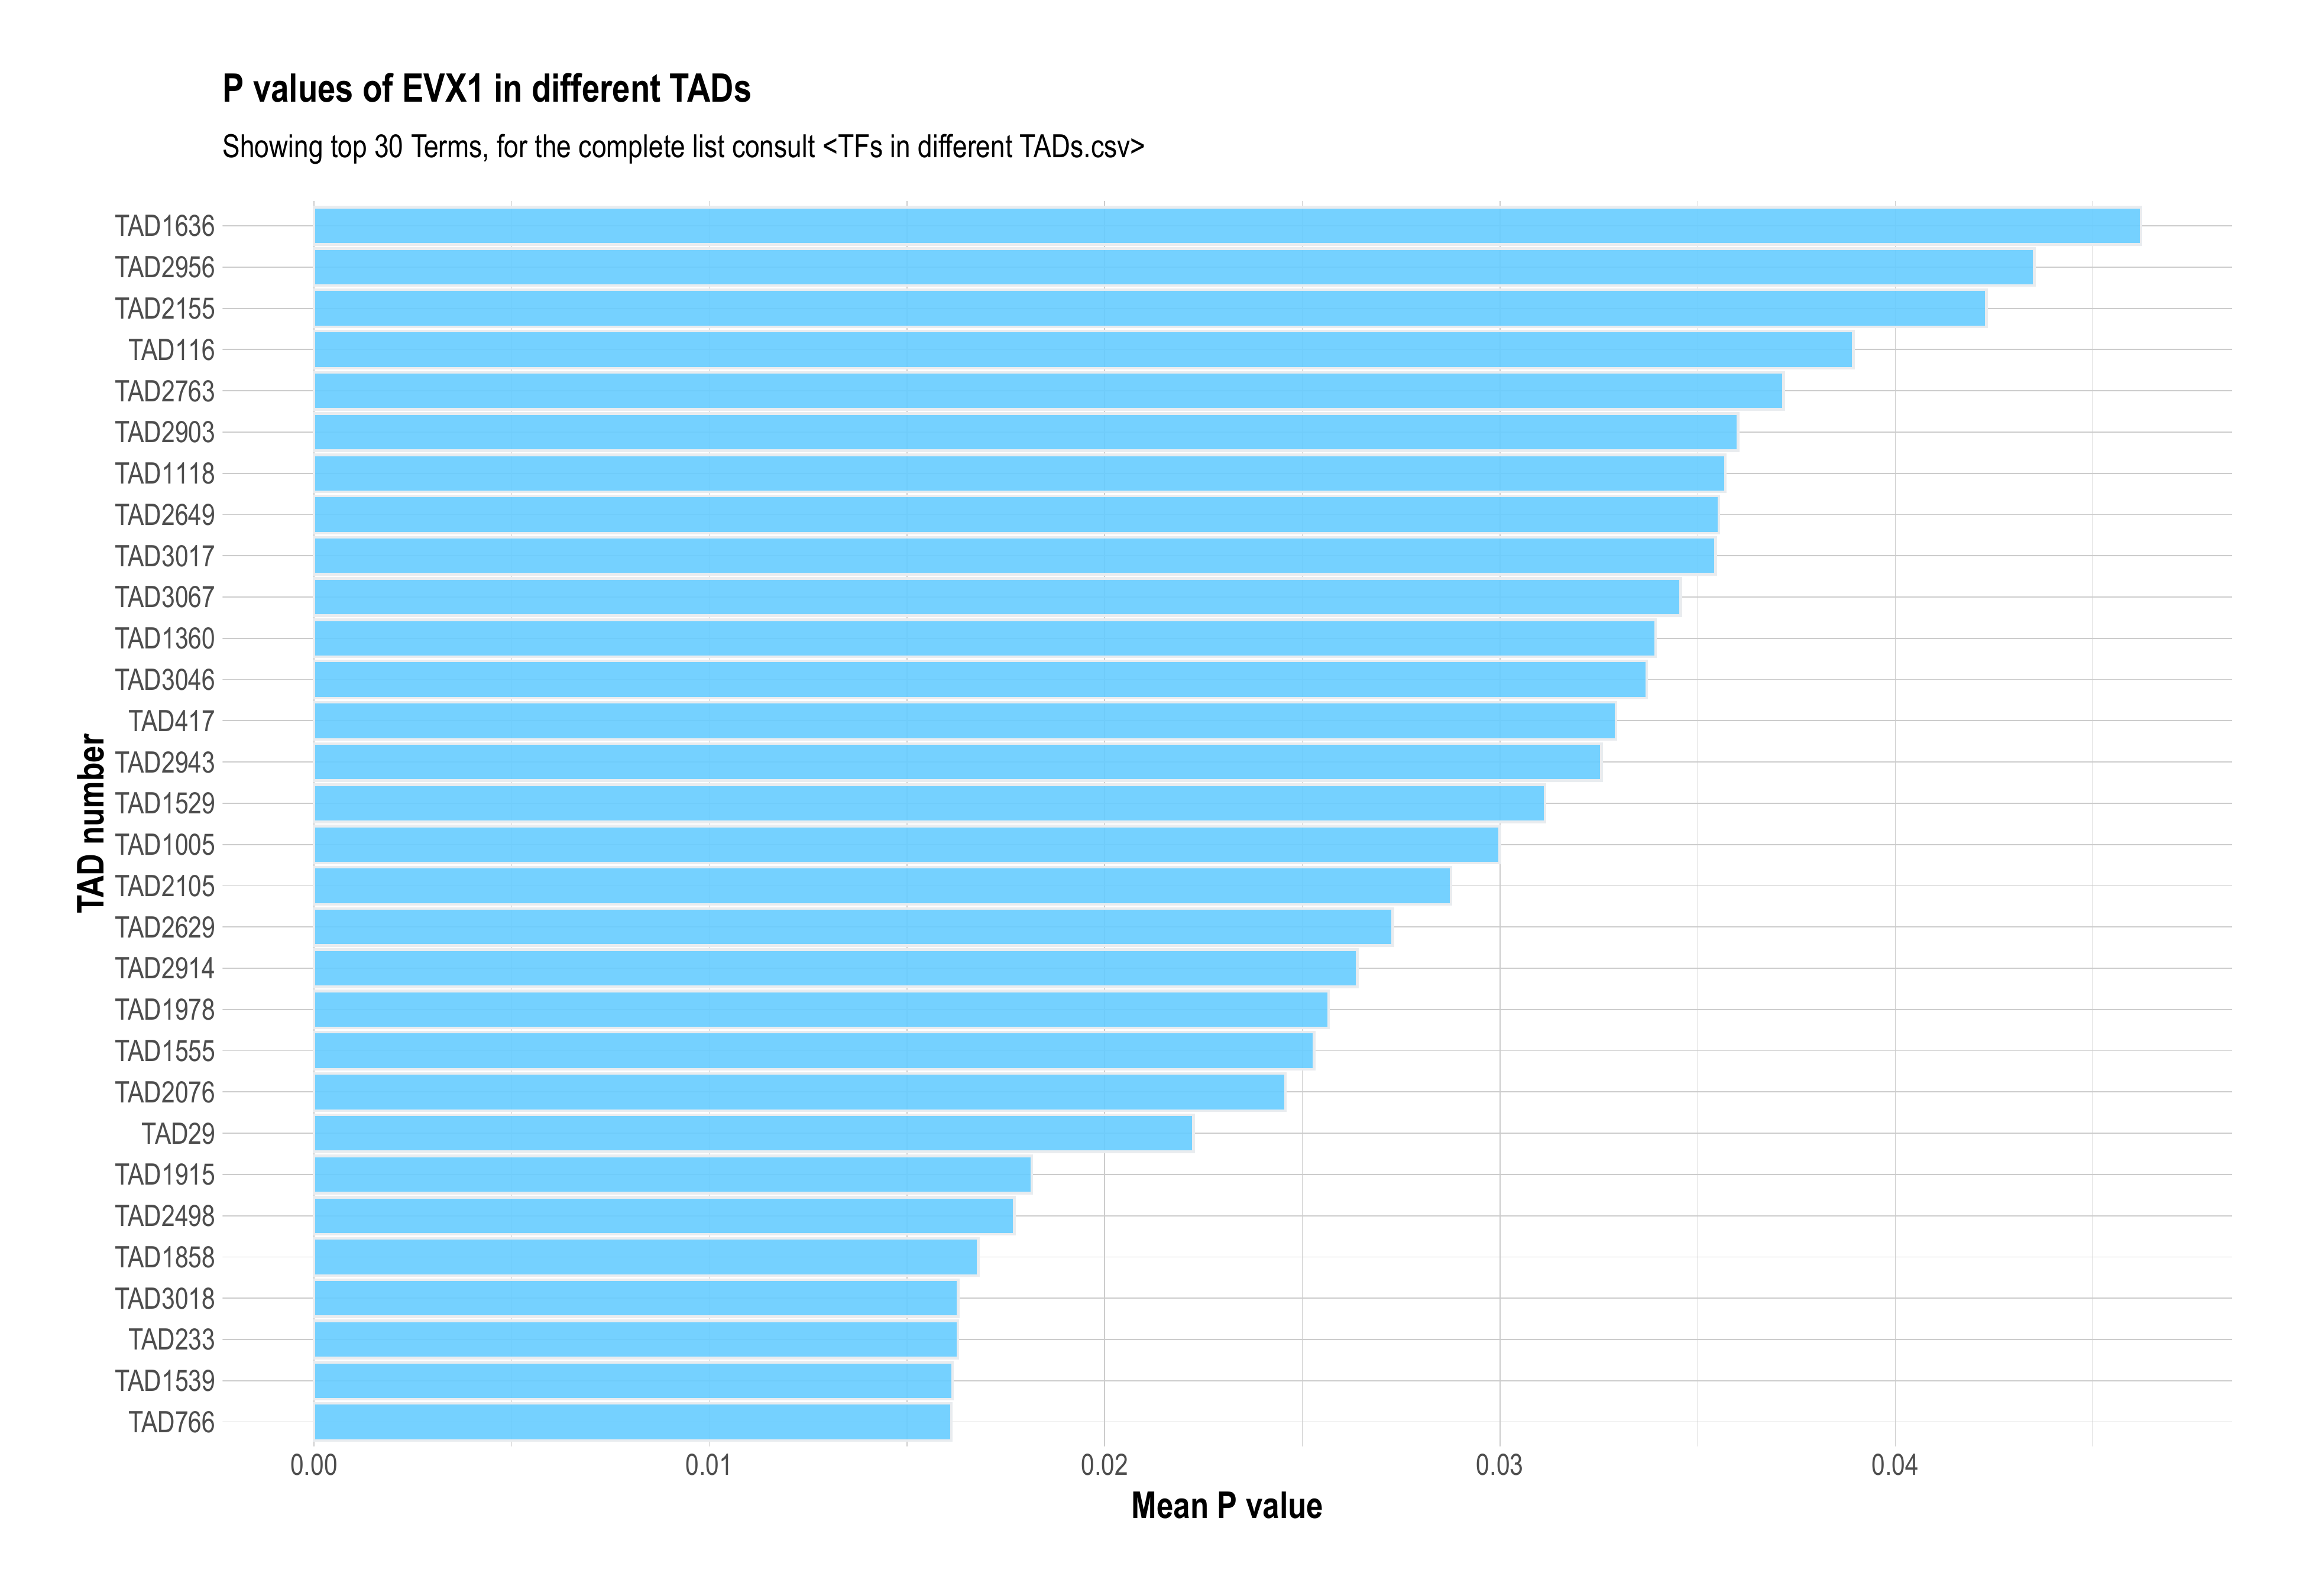 P values of EVX1 in different TADs
Showing top 30 Terms, for the complete list consult <TFs in different TADs.csv>
TAD number
TAD1636
TAD2956
TAD2155
TAD116
TAD2763
TAD2903
TAD1118
TAD2649
TAD3017
TAD3067
TAD1360
TAD3046
TAD417
TAD2943
TAD1529
TAD1005
TAD2105
TAD2629
TAD2914
TAD1978
TAD1555
TAD2076
TAD29
TAD1915
TAD2498
TAD1858
TAD3018
TAD233
TAD1539
TAD766
0.00 0.01 0.02 0.03 0.04
Mean P value